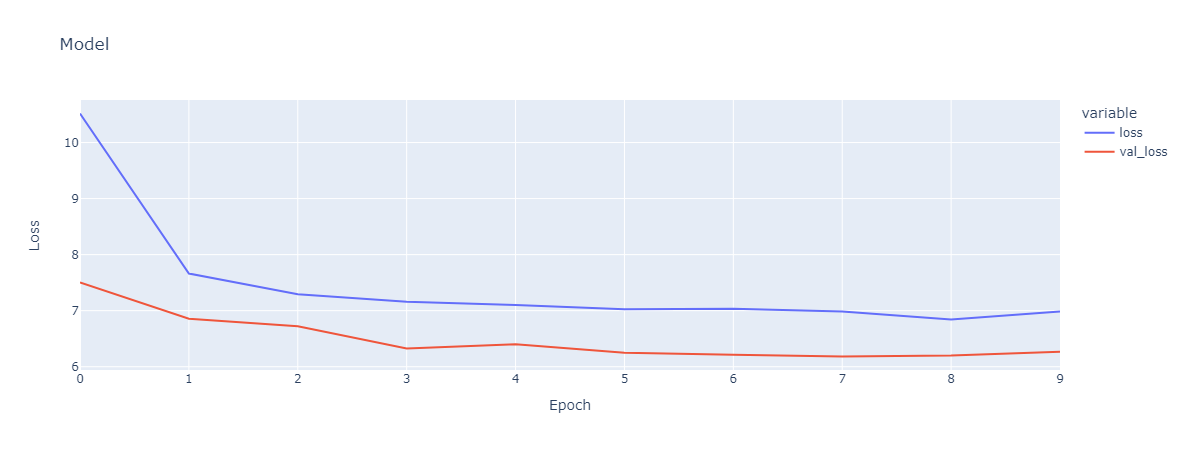 Model
variable
loss
val_loss
10
9
8
7
6
Loss
0 1 2 3 4 5 6 7 8 9
Epoch